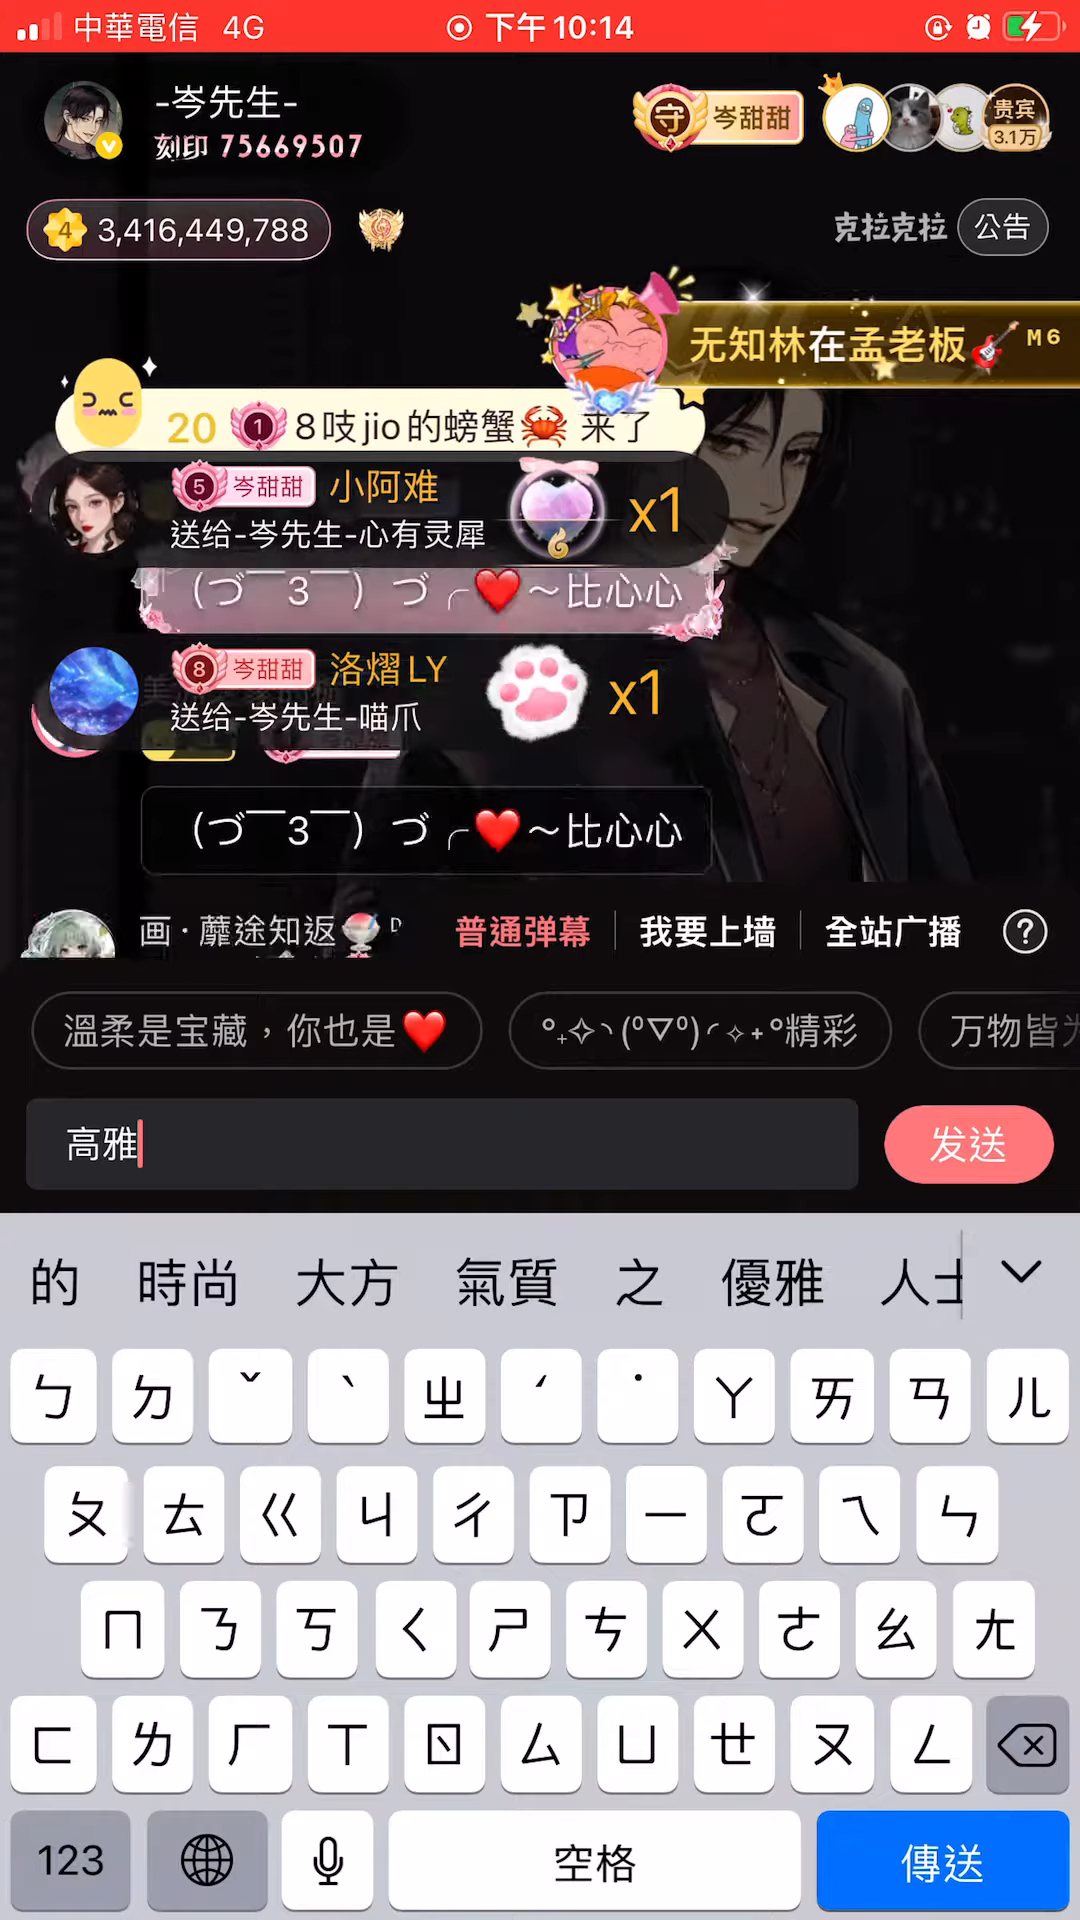 中華電信 4G 下午10:14
-岑先生-
刻印 75669507
守 岑甜甜
贵宾
3.1万
4 3,416,449,788
克拉克拉 公告
无知林在孟老板🎸 M6
20 1 8吱jio的螃蟹🦀 来了
5 岑甜甜 小阿难
送给-岑先生-心有灵犀
x1
(づ￣3￣)づ╭❤️～比心心
8 岑甜甜 洛熠LY
送给-岑先生-喵爪
x1
(づ￣3￣)づ╭❤️～比心心
画·蘼途知返
普通弹幕 我要上墙 全站广播 ?
溫柔是宝藏，你也是❤️
°₊✧◝(⁰▽⁰)◜✧₊°精彩
万物皆
高雅
发送
的 時尚 大方 氣質 之 優雅 人士
ㄅ ㄉ ˇ ˋ ㄓ ˊ ˙ ㄚ ㄞ ㄢ ㄦ
ㄆ ㄊ ㄍ ㄐ ㄔ ㄗ ㄧ ㄛ ㄟ ㄣ
ㄇ ㄋ ㄎ ㄑ ㄕ ㄘ ㄨ ㄜ ㄠ ㄤ
ㄈ ㄌ ㄏ ㄒ ㄖ ㄙ ㄩ ㄝ ㄡ ㄥ
123 空格 傳送